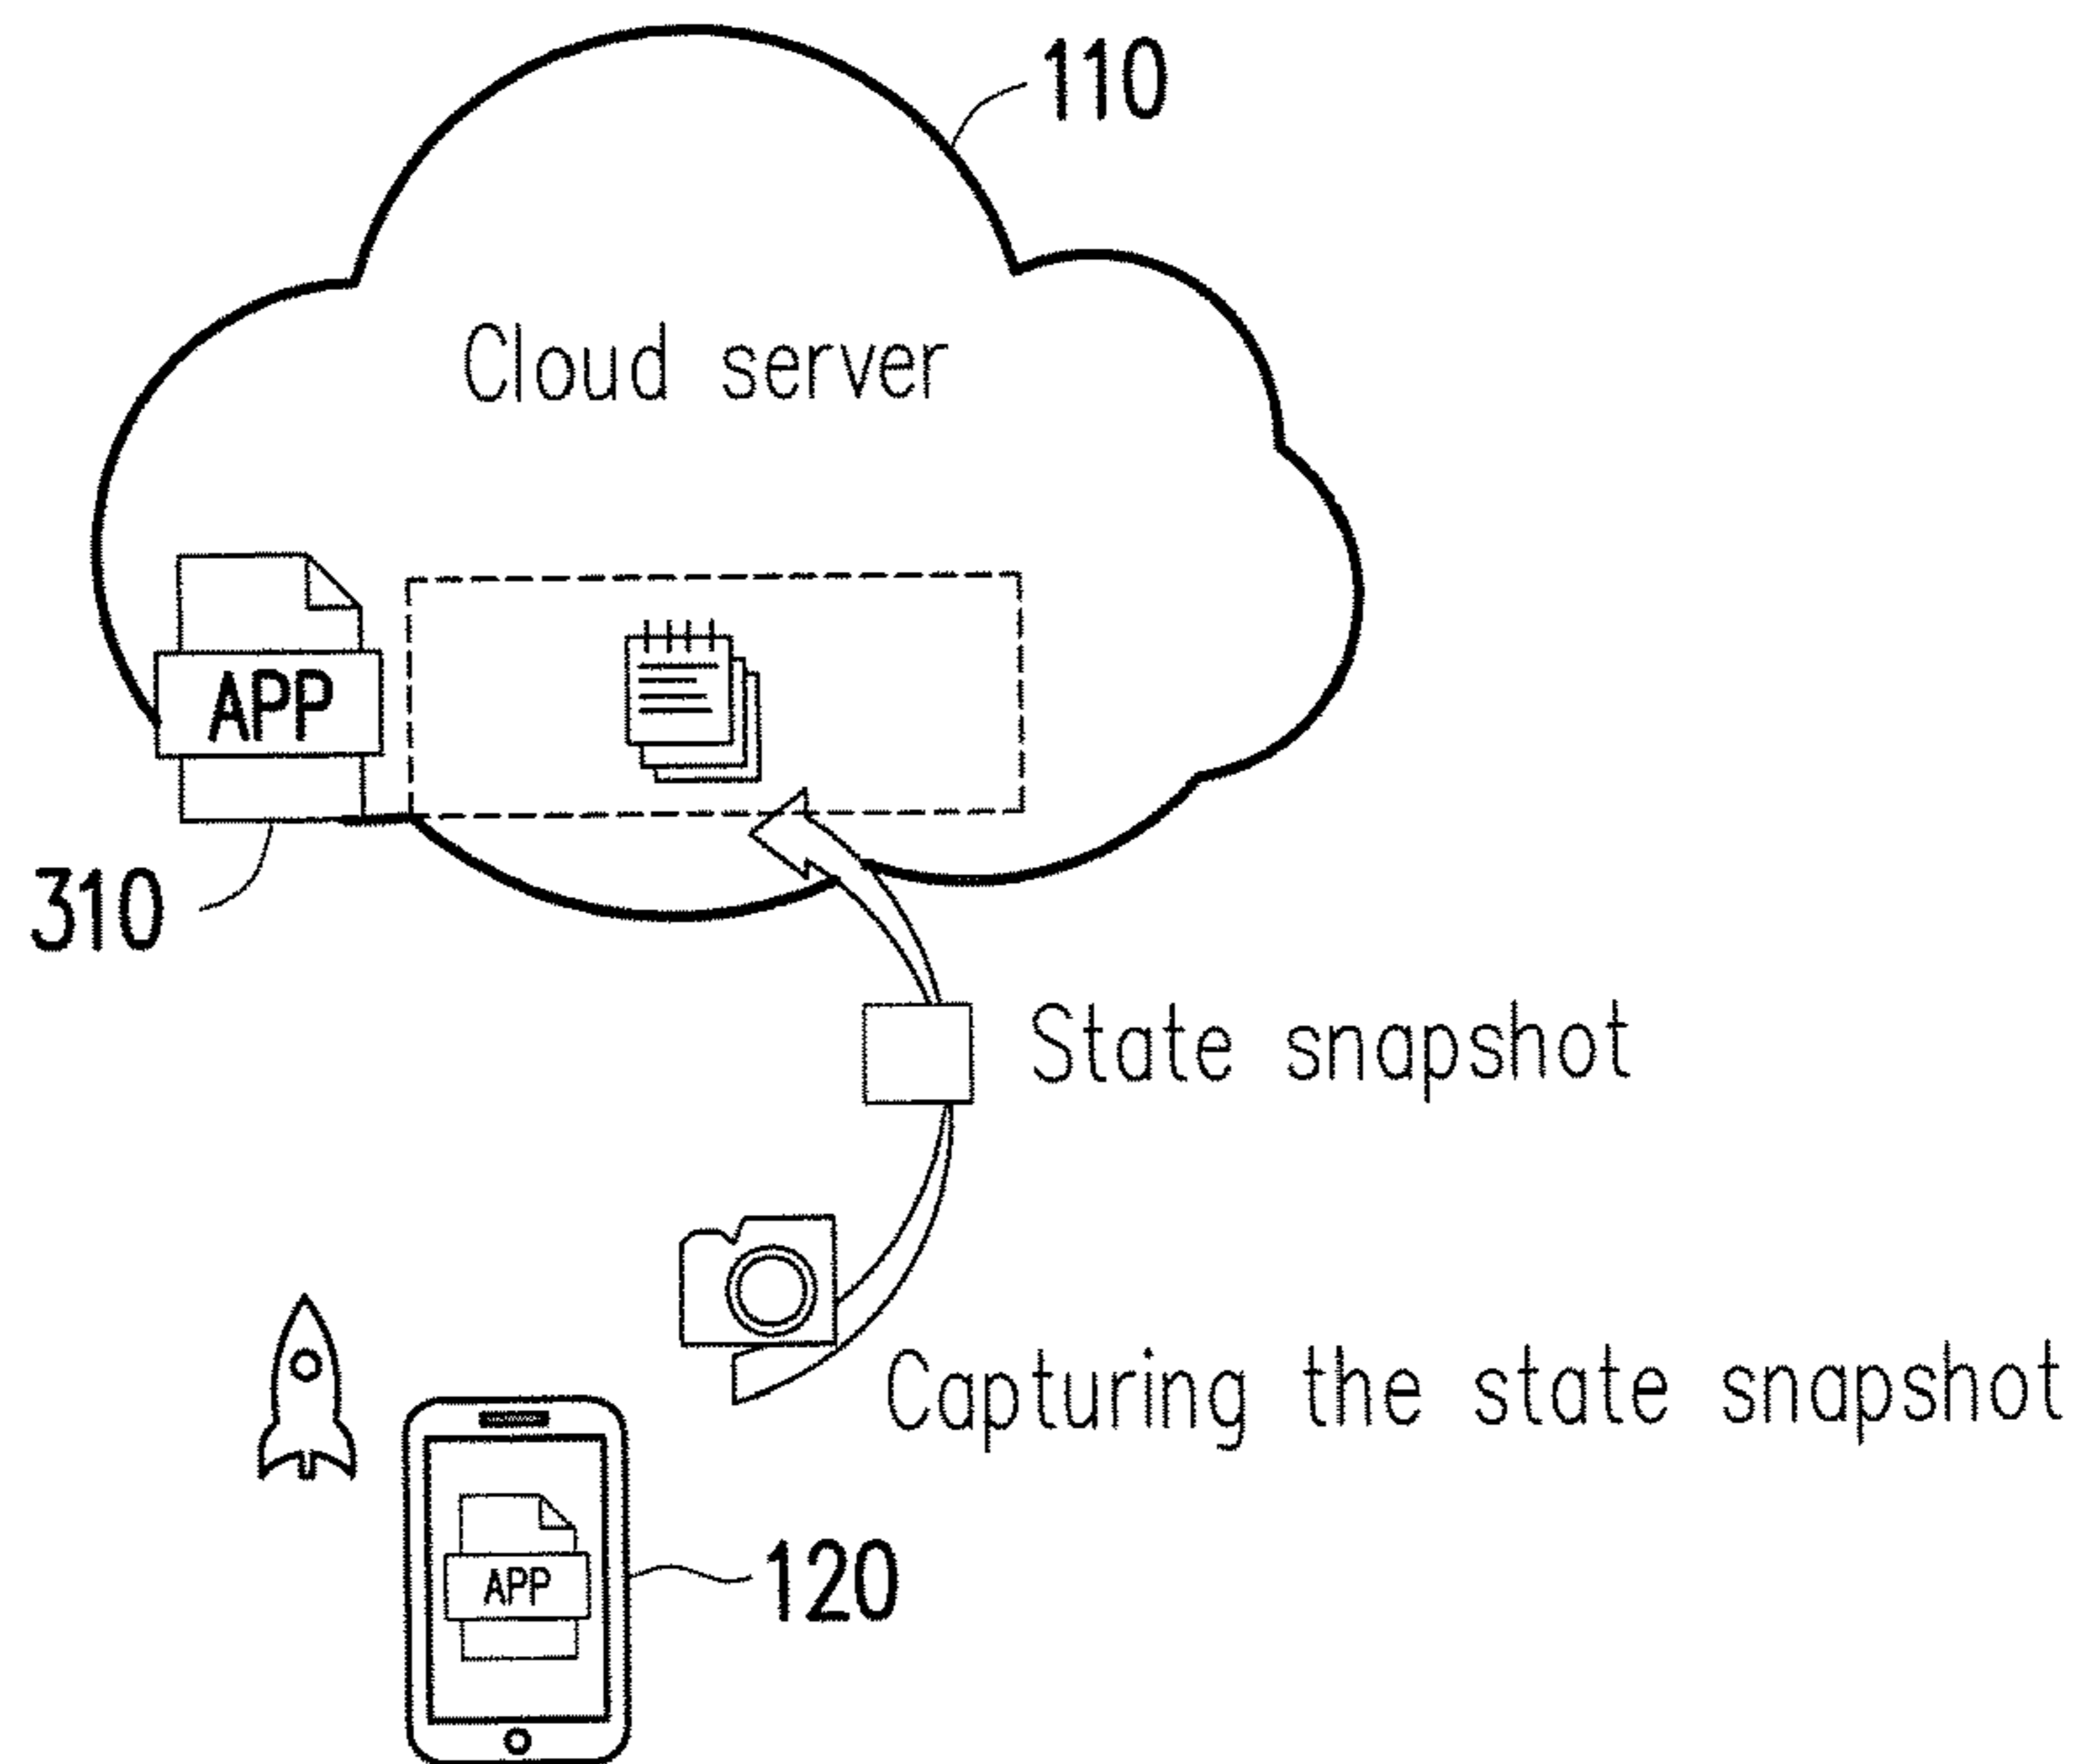 110
Cloud server
APP
310
State snapshot
Capturing the state snapshot
APP
120